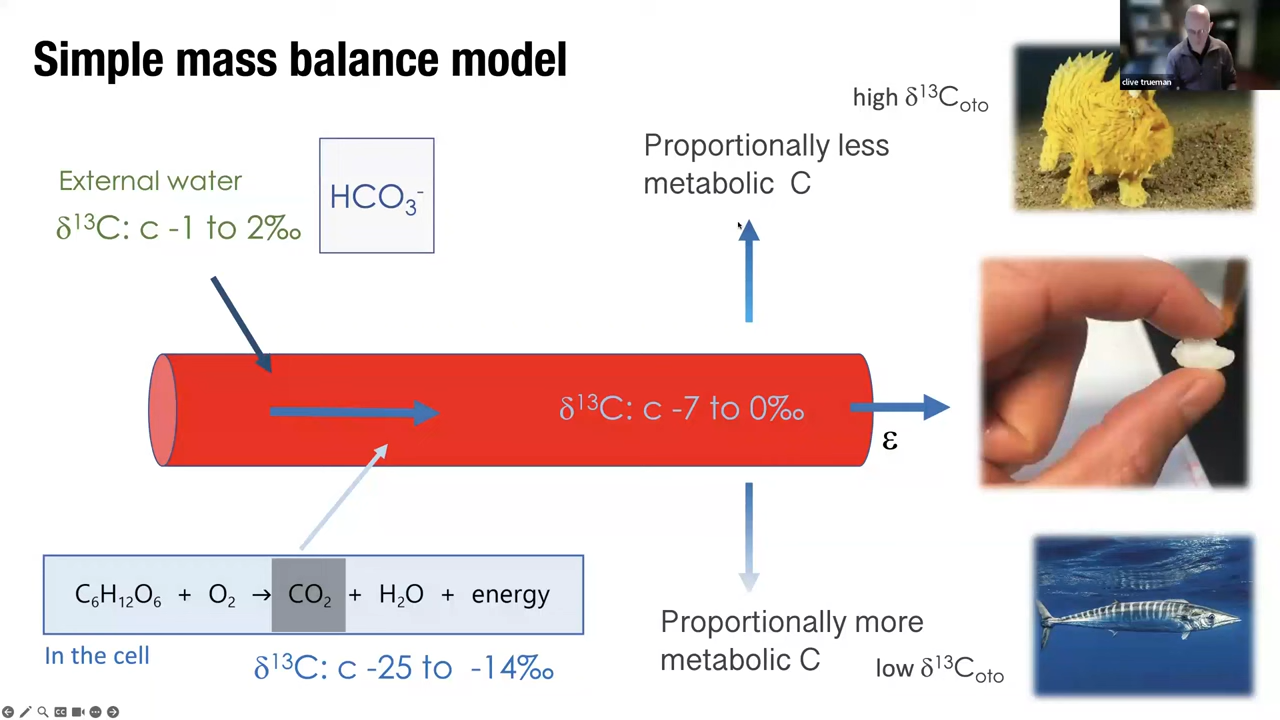 Simple mass balance model
clive trueman
high δ¹³Cₒₜₒ
Proportionally less
metabolic C
External water
δ¹³C: c -1 to 2‰
HCO₃⁻
δ¹³C: c -7 to 0‰
ε
C₆H₁₂O₆ + O₂ → CO₂ + H₂O + energy
In the cell
δ¹³C: c -25 to -14‰
Proportionally more
metabolic C
low δ¹³Cₒₜₒ